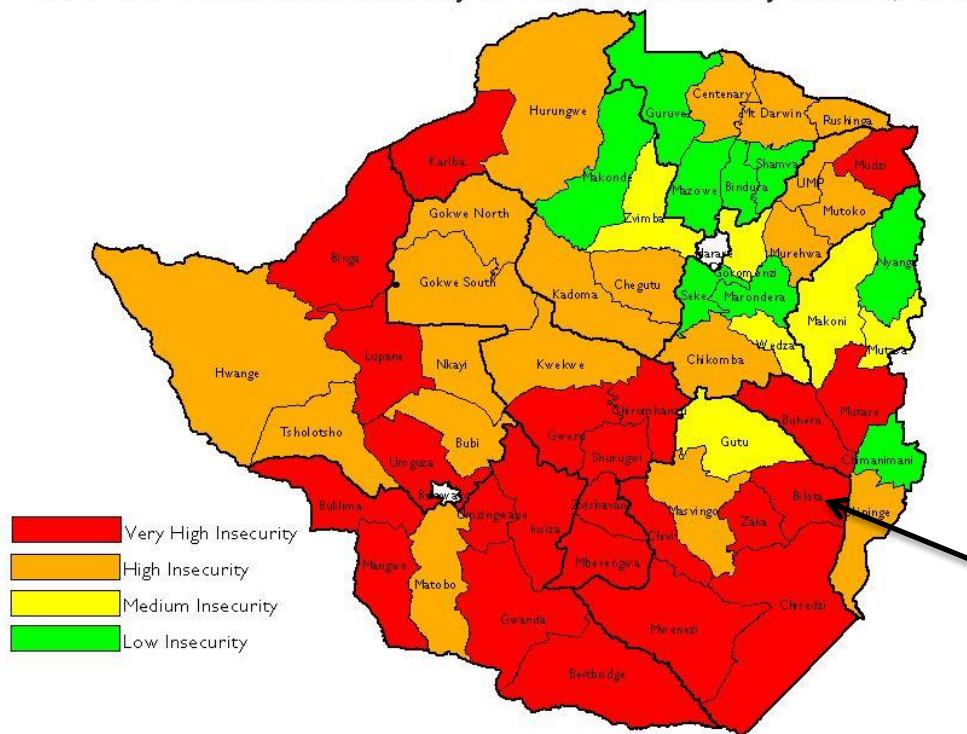 Hurungwe
Guruve
Centenary
Mt Darwin
Rushinga
Kariba
Makonde
Mazowe
Bindura
Shamva
UMP
Mudzi
Mutoko
Zvimba
Gokwe North
Murehwa
Nyanga
Binga
Harare
Goromonzi
Gokwe South
Kadoma
Chegutu
Seke
Marondera
Makoni
Wedza
Mutasa
Hwange
Lupane
Nkayi
Kwekwe
Chikomba
Chirumhanzu
Buhera
Mutare
Tsholotsho
Bubi
Gweru
Gutu
Umguza
Shurugwi
Chimanimani
Bulilima
Umzingwane
Insiza
Zvishavane
Masvingo
Bikita
Chipinge
Zaka
Chivi
Mangwe
Matobo
Mberengwa
Gwanda
Mwenezi
Chiredzi
Beitbridge
Very High Insecurity
High Insecurity
Medium Insecurity
Low Insecurity